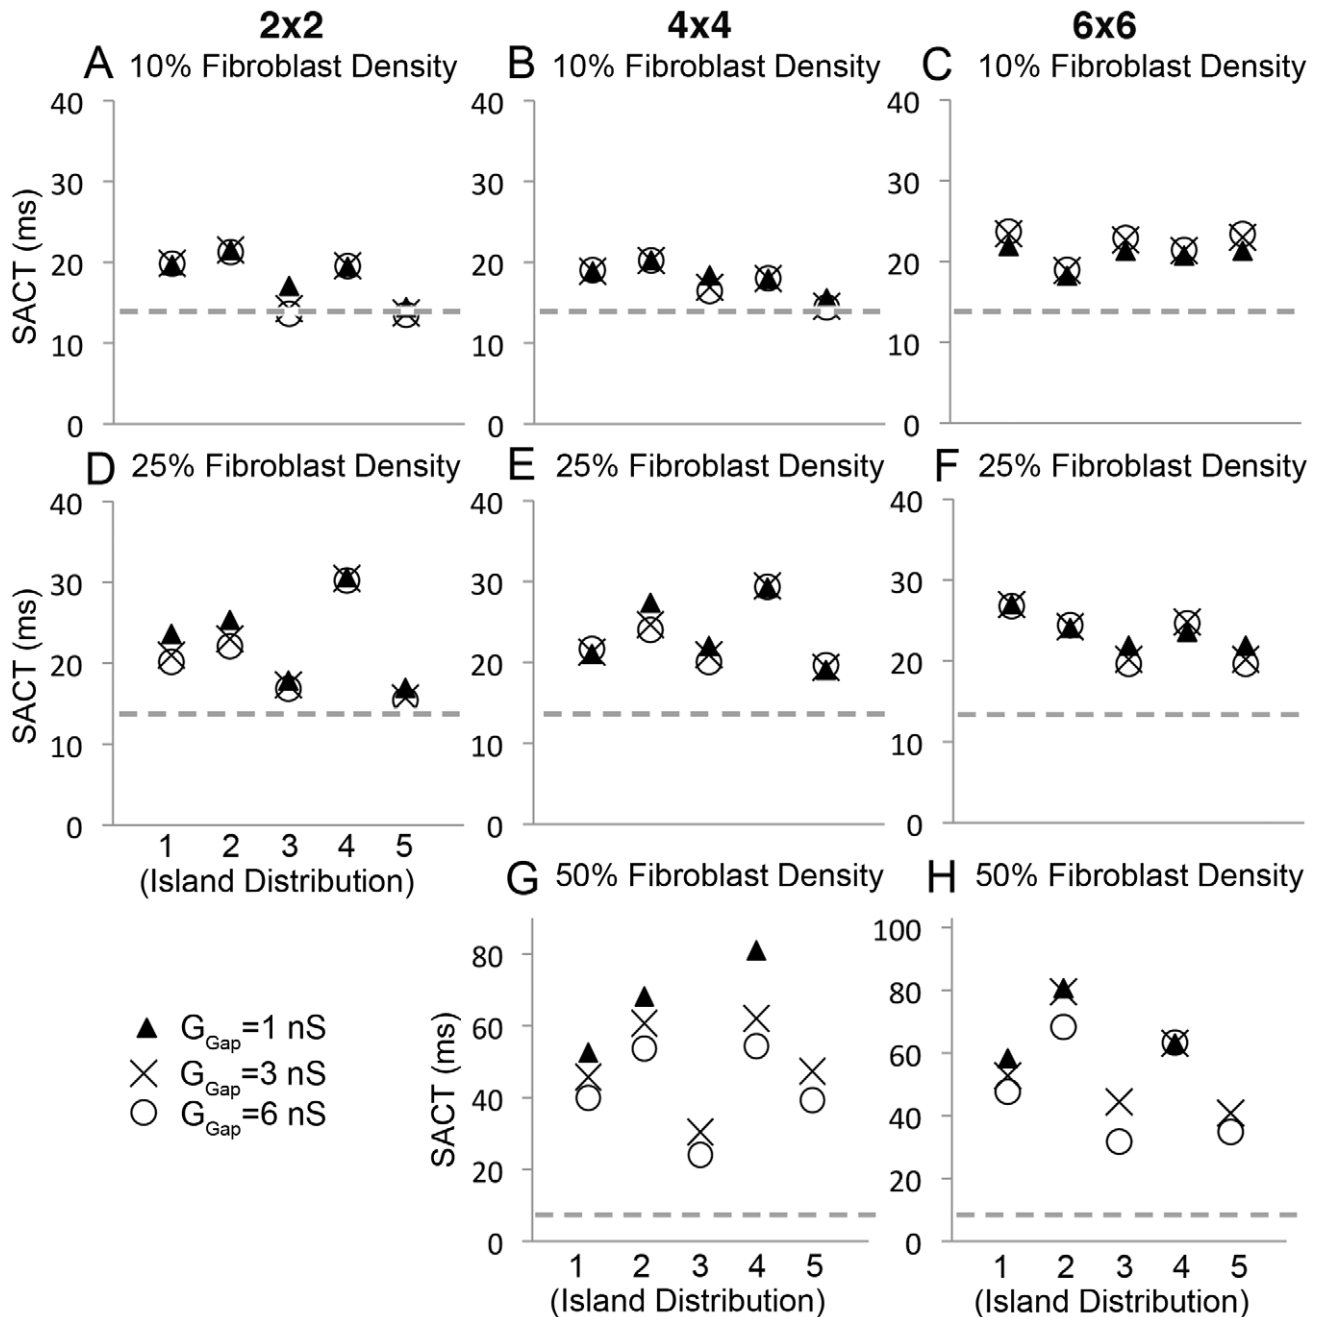 2x2 4x4 6x6
A 10% Fibroblast Density
B 10% Fibroblast Density
C 10% Fibroblast Density
SACT (ms)
40
30
20
10
0
40
30
20
10
0
40
30
20
10
0
D 25% Fibroblast Density
E 25% Fibroblast Density
F 25% Fibroblast Density
SACT (ms)
40
30
20
10
0
1 2 3 4 5
(Island Distribution)
40
30
20
10
0
40
30
20
10
0
G 50% Fibroblast Density
H 50% Fibroblast Density
GGap=1 nS
GGap=3 nS
GGap=6 nS
SACT (ms)
80
60
40
20
0
1 2 3 4 5
(Island Distribution)
100
80
60
40
20
0
1 2 3 4 5
(Island Distribution)